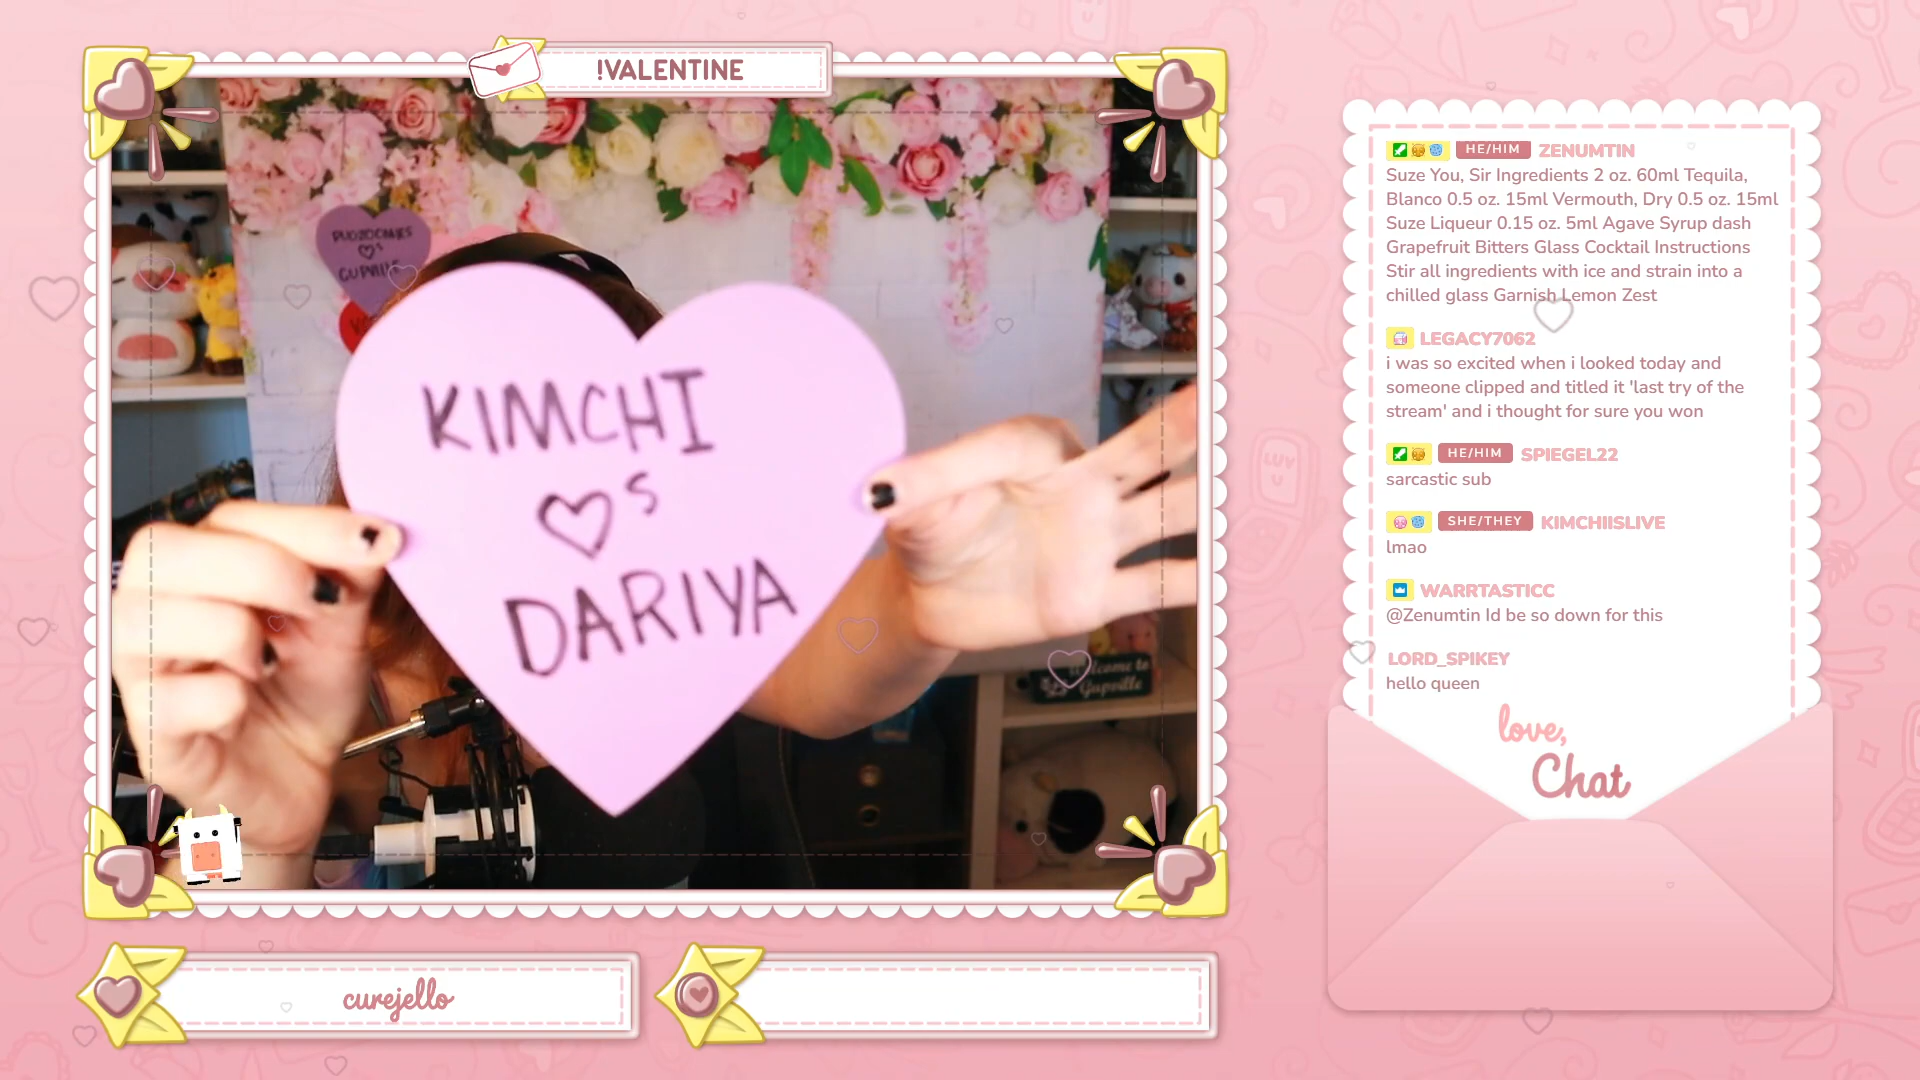 !VALENTINE
KIMCHI
♡S
DARIYA
GUPVILLE
Welcome to
Gupville
curejello
HE/HIM ZENUMTIN
Suze You, Sir Ingredients 2 oz. 60ml Tequila,
Blanco 0.5 oz. 15ml Vermouth, Dry 0.5 oz. 15ml
Suze Liqueur 0.15 oz. 5ml Agave Syrup dash
Grapefruit Bitters Glass Cocktail Instructions
Stir all ingredients with ice and strain into a
chilled glass Garnish Lemon Zest
LEGACY7062
i was so excited when i looked today and
someone clipped and titled it 'last try of the
stream' and i thought for sure you won
HE/HIM SPIEGEL22
sarcastic sub
SHE/THEY KIMCHIISLIVE
lmao
WARRTASTICC
@Zenumtin Id be so down for this
LORD_SPIKEY
hello queen
love,
Chat
LUV